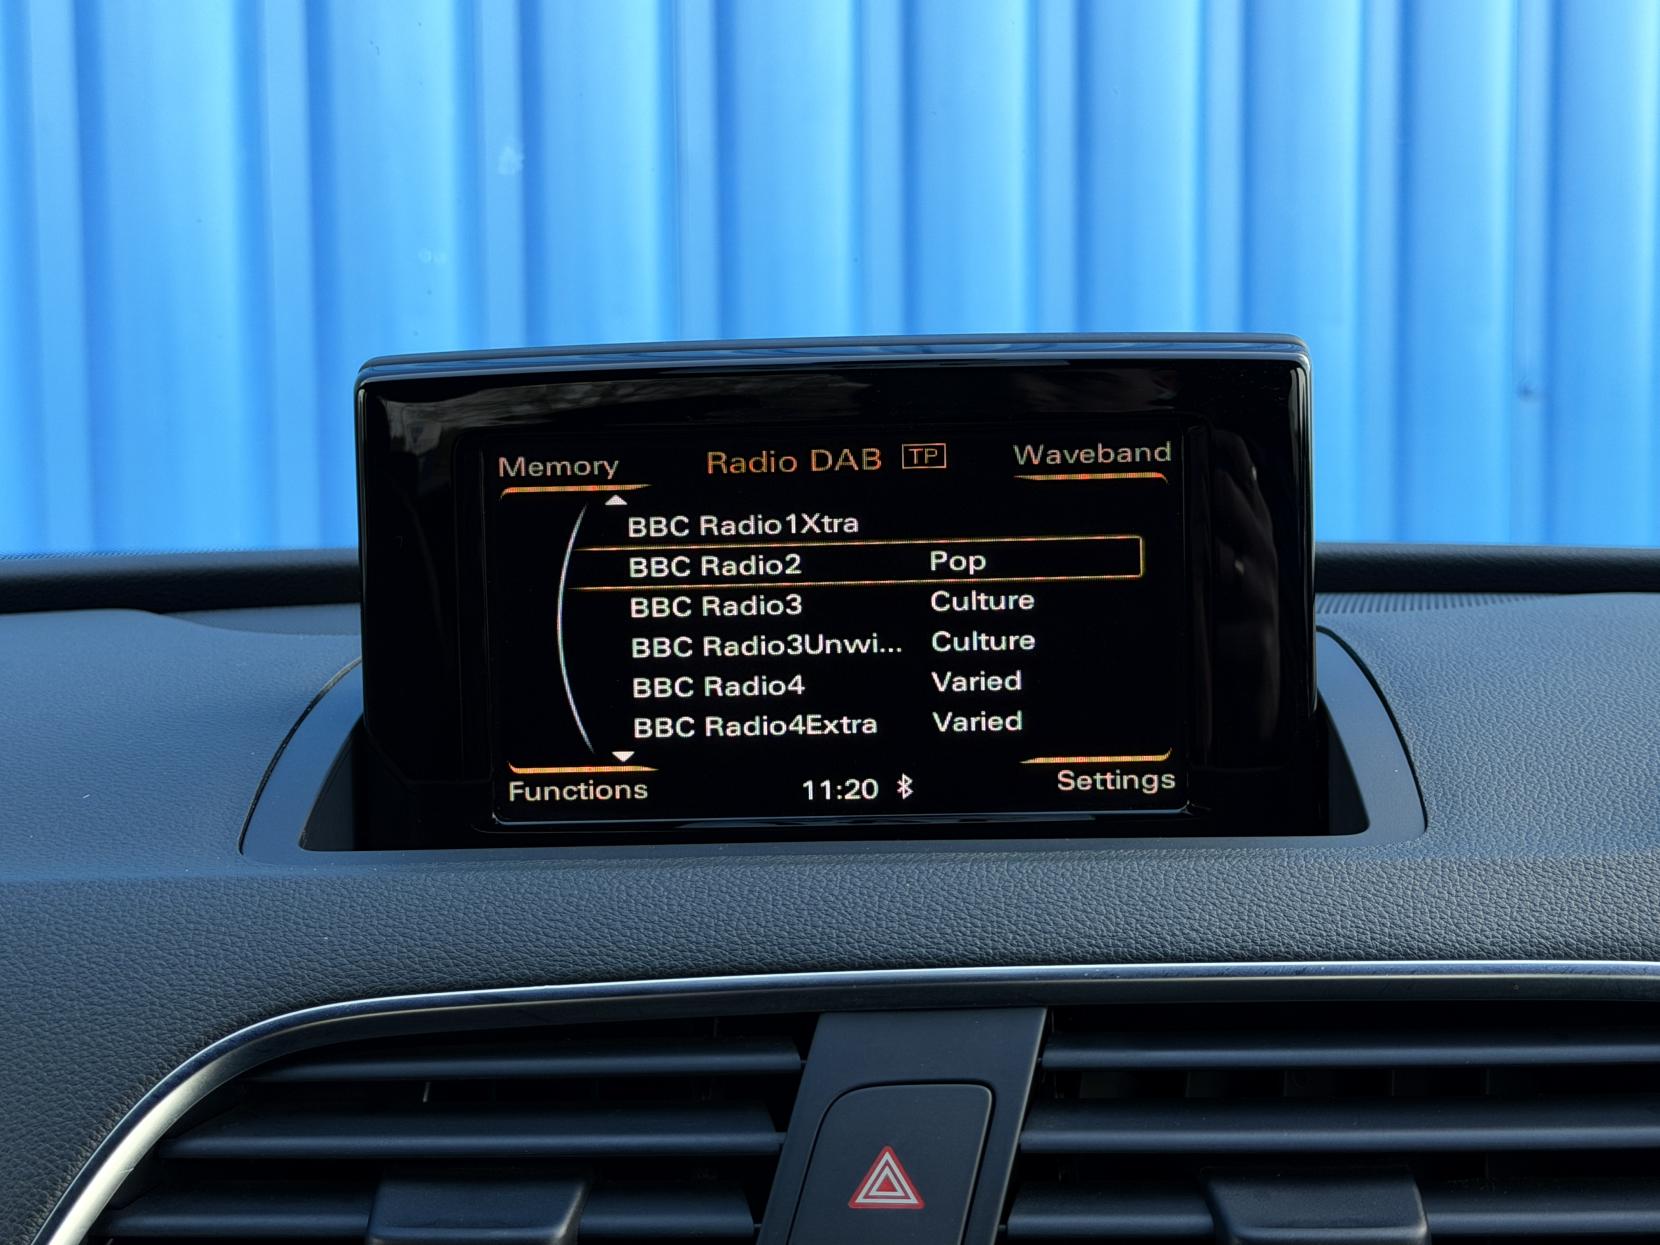 Memory Radio DAB TP Waveband
BBC Radio1Xtra
BBC Radio2 Pop
BBC Radio3 Culture
BBC Radio3Unwi... Culture
BBC Radio4 Varied
BBC Radio4Extra Varied
Functions 11:20 Settings